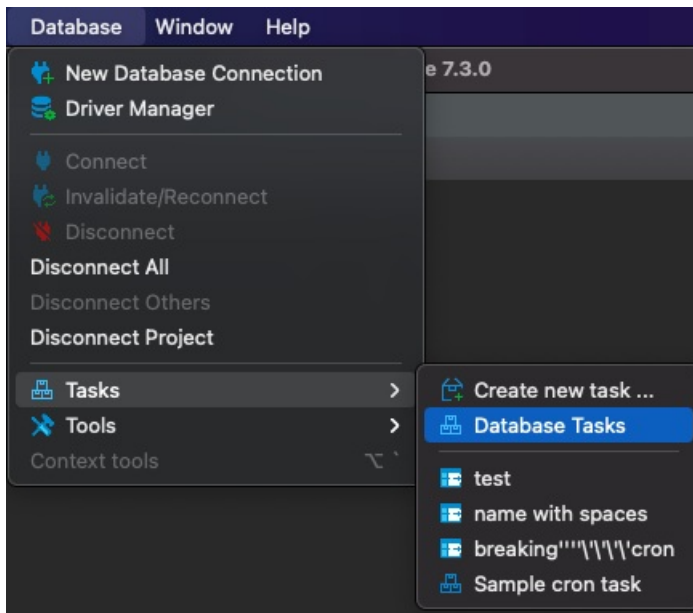 Database Window Help
e 7.3.0
New Database Connection
Driver Manager
Connect
Invalidate/Reconnect
Disconnect
Disconnect All
Disconnect Others
Disconnect Project
Tasks
Tools
Context tools ⌥ `
Create new task ...
Database Tasks
test
name with spaces
breaking''''\'\'\'\'cron
Sample cron task